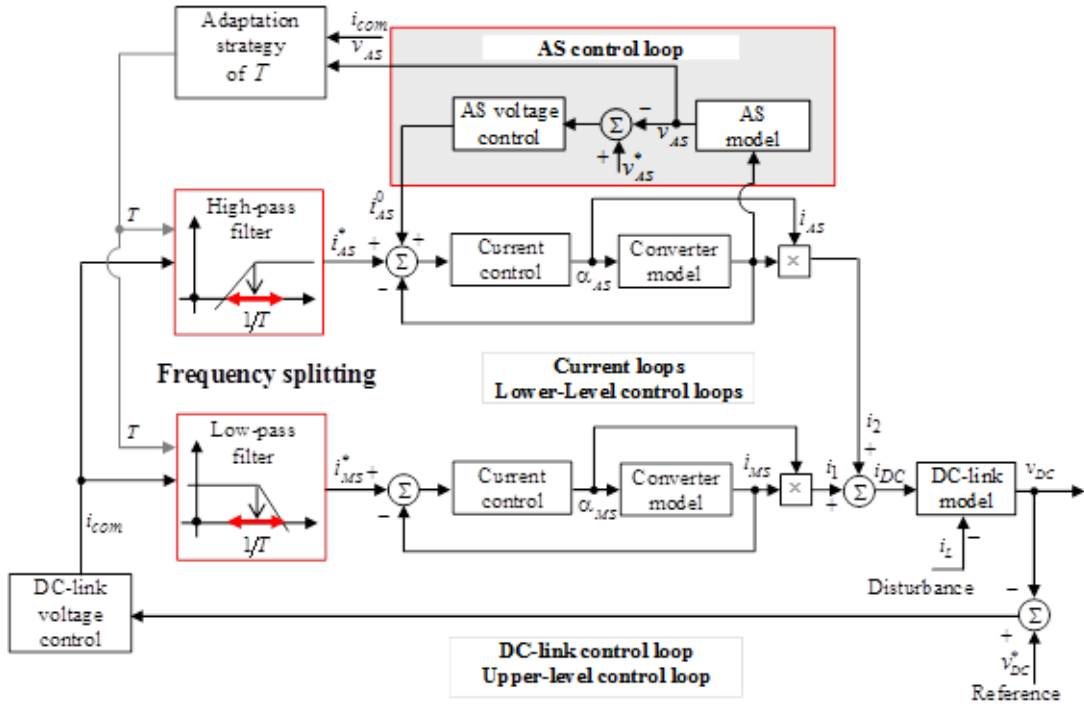 Adaptation
strategy
of T
i_com
v_AS
AS control loop
AS voltage
control
Σ
−
+
v_AS
v*_AS
AS
model
T
High-pass
filter
1/T
i*_AS
i⁰_AS
+
+
−
Σ
Current
control
α_AS
Converter
model
i_AS
×
Frequency splitting
Current loops
Lower-Level control loops
T
Low-pass
filter
1/T
i*_MS
+
−
Σ
Current
control
α_MS
Converter
model
i_MS
×
i_1
+
i_2
+
Σ
i_DC
DC-link
model
v_DC
i_L
−
Disturbance
i_com
DC-link
voltage
control
−
Σ
+
v*_DC
Reference
DC-link control loop
Upper-level control loop